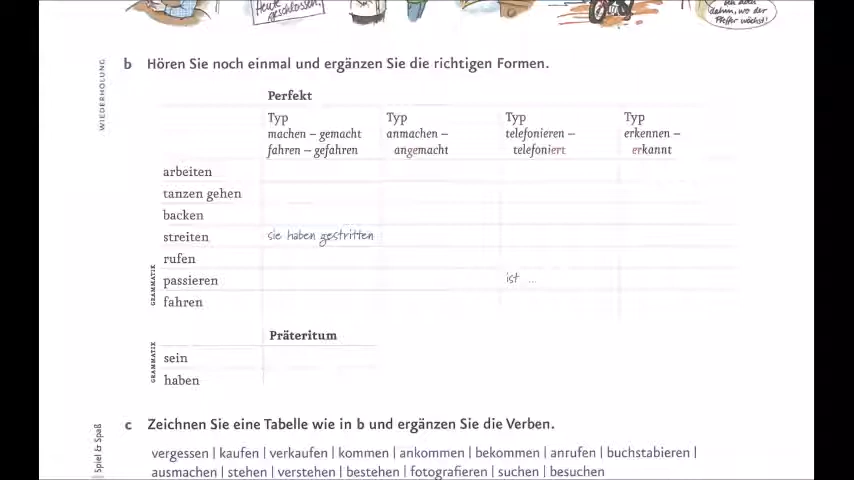 Heute
geschlossen.
dahin, wo der
Pfeffer wächst!
WIEDERHOLUNG
b Hören Sie noch einmal und ergänzen Sie die richtigen Formen.
Perfekt
Typ Typ Typ Typ
machen – gemacht anmachen – telefonieren – erkennen –
fahren – gefahren angemacht telefoniert erkannt
arbeiten
tanzen gehen
backen
streiten sie haben gestritten
rufen
GRAMMATIK
passieren ist ...
fahren
Präteritum
GRAMMATIK
sein
haben
Spiel & Spaß
c Zeichnen Sie eine Tabelle wie in b und ergänzen Sie die Verben.
vergessen | kaufen | verkaufen | kommen | ankommen | bekommen | anrufen | buchstabieren |
ausmachen | stehen | verstehen | bestehen | fotografieren | suchen | besuchen